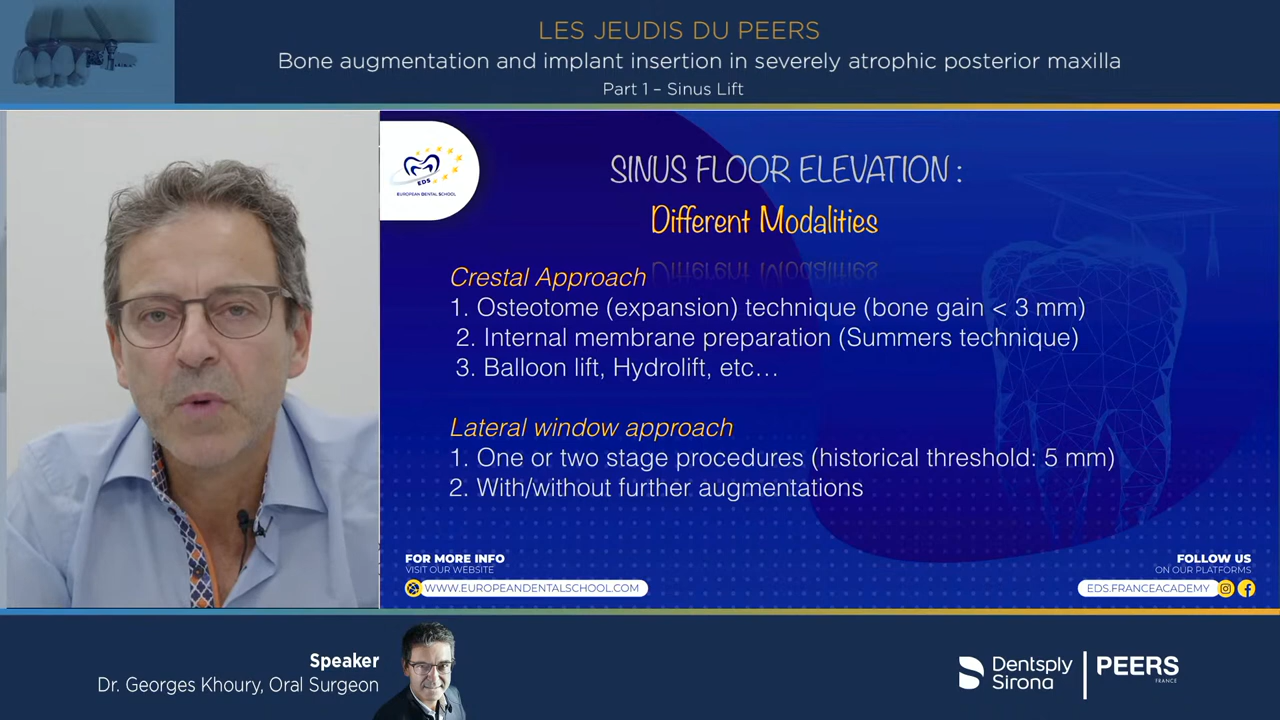 LES JEUDIS DU PEERS
Bone augmentation and implant insertion in severely atrophic posterior maxilla
Part 1 – Sinus Lift
EDS
EUROPEAN DENTAL SCHOOL
SINUS FLOOR ELEVATION :
Different Modalities
Crestal Approach
1. Osteotome (expansion) technique (bone gain < 3 mm)
2. Internal membrane preparation (Summers technique)
3. Balloon lift, Hydrolift, etc…
Lateral window approach
1. One or two stage procedures (historical threshold: 5 mm)
2. With/without further augmentations
FOR MORE INFO
VISIT OUR WEBSITE
WWW.EUROPEANDENTALSCHOOL.COM
FOLLOW US
ON OUR PLATFORMS
EDS.FRANCEACADEMY
Speaker
Dr. Georges Khoury, Oral Surgeon
Dentsply
Sirona
PEERS
FRANCE